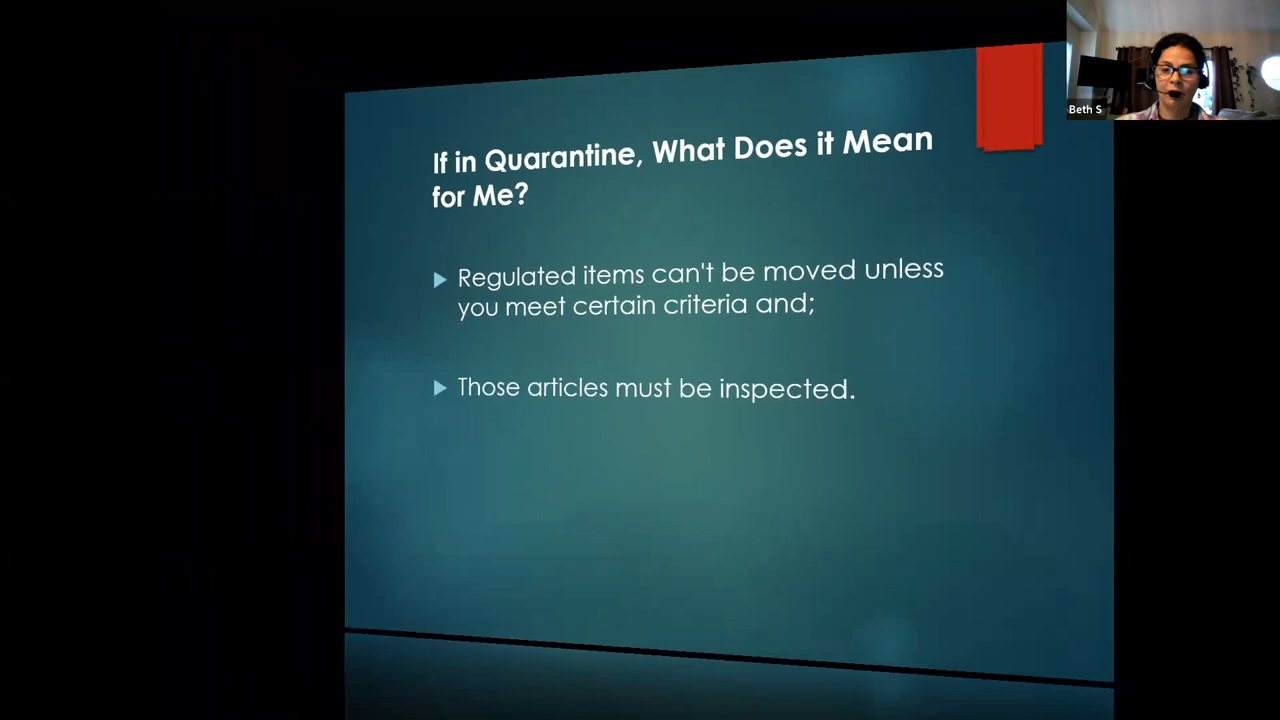 If in Quarantine, What Does it Mean
for Me?
Regulated items can't be moved unless
you meet certain criteria and;
Those articles must be inspected.
Beth S